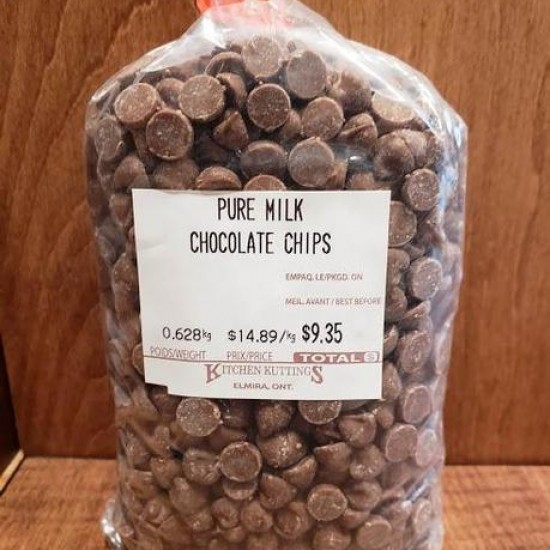 PURE MILK
CHOCOLATE CHIPS
EMPAQ. LE/PKGD. ON
MEIL. AVANT / BEST BEFORE
0.628kg $14.89/kg $9.35
POIDS/WEIGHT PRIX/PRICE TOTAL $
KITCHEN KUTTINGS
ELMIRA, ONT.